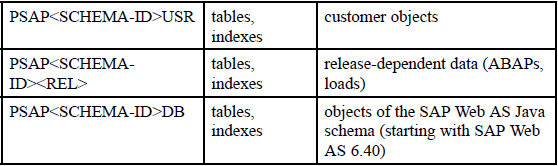 PSAP<SCHEMA-ID>USR tables, indexes customer objects
PSAP<SCHEMA-ID><REL> tables, indexes release-dependent data (ABAPs, loads)
PSAP<SCHEMA-ID>DB tables, indexes objects of the SAP Web AS Java schema (starting with SAP Web AS 6.40)